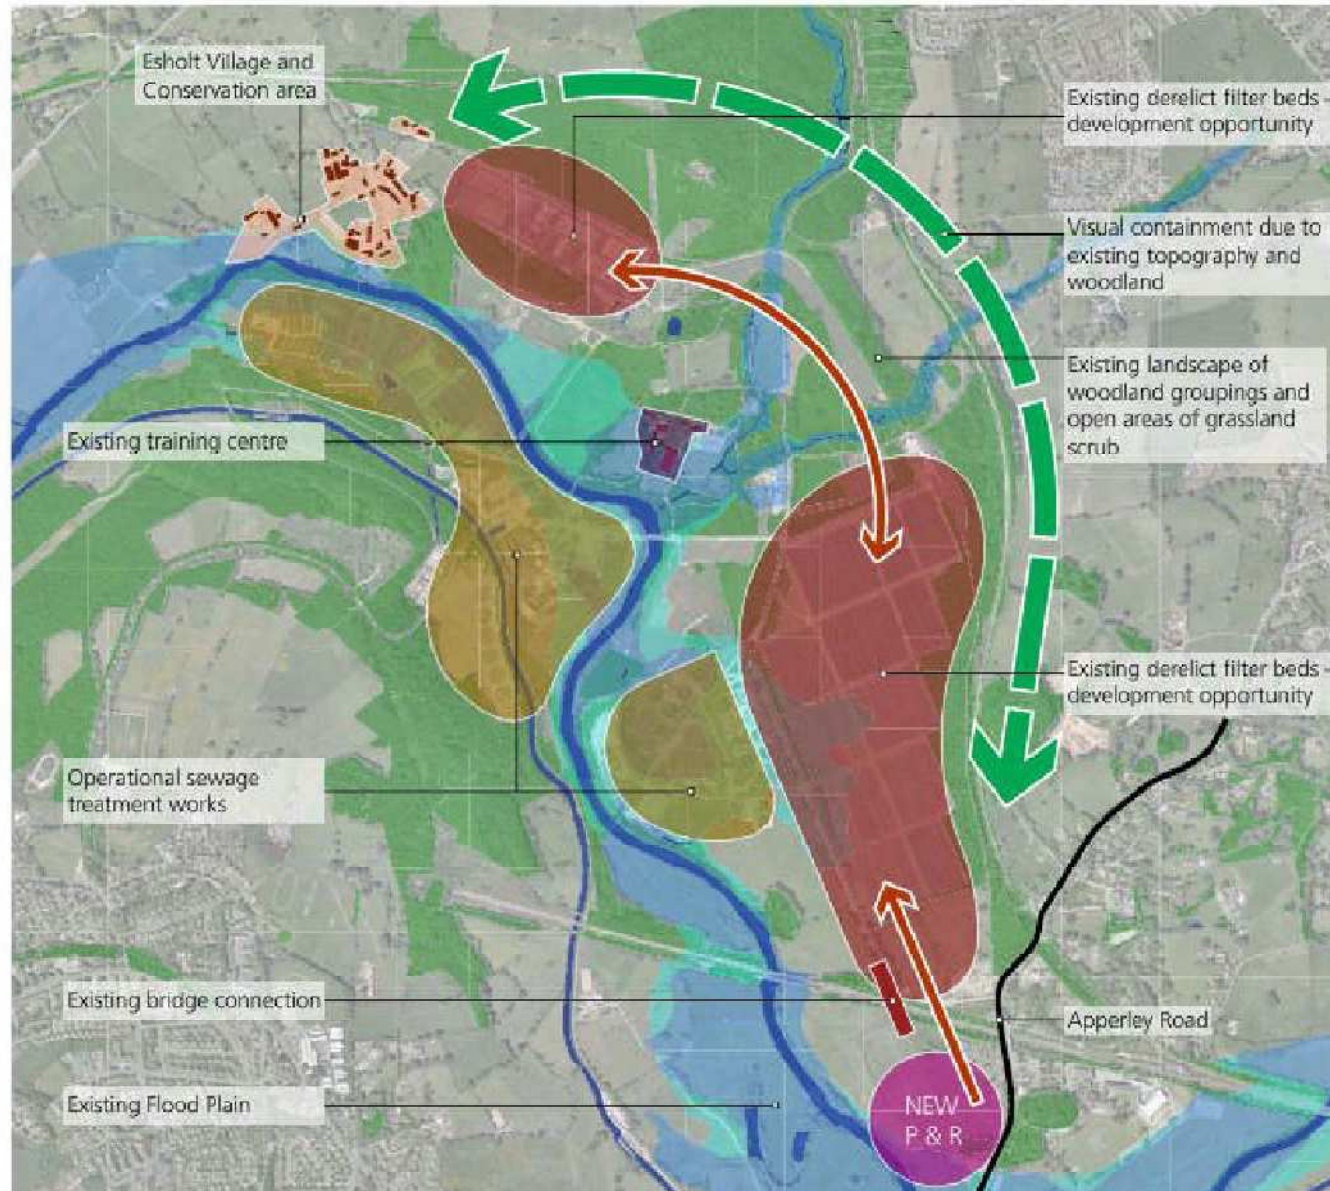 Esholt Village and
Conservation area
Existing derelict filter beds -
development opportunity
Visual containment due to
existing topography and
woodland
Existing landscape of
woodland groupings and
open areas of grassland
scrub
Existing training centre
Existing derelict filter beds -
development opportunity
Operational sewage
treatment works
Existing bridge connection
Apperley Road
Existing Flood Plain
NEW
P & R